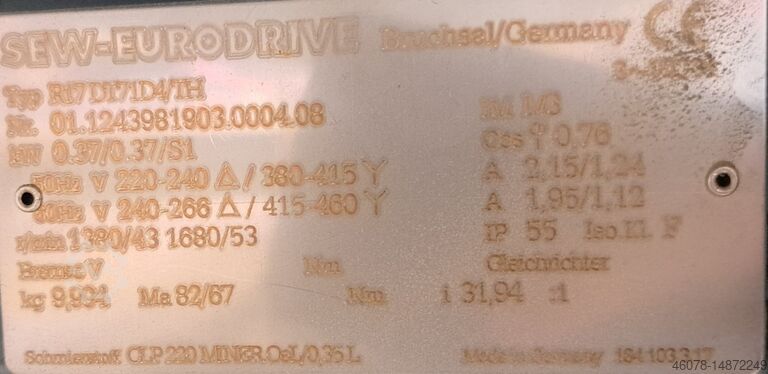 SEW-EURODRIVE Bruchsal/Germany CE
Typ R17DT71D4/TH
Nr. 01.1243981903.0004.08 IM M3
KW 0.37/0.37/S1 Cos φ 0,76
50Hz V 220-240 Δ / 380-415 Y A 2,15/1,24
60Hz V 240-266 Δ / 415-460 Y A 1,95/1,12
r/min 1380/43 1680/53 IP 55 Iso.Kl. F
Bremse V Nm Gleichrichter
kg 9,994 Ma 82/67 Nm i 31,94 :1
Schmierstoff CLP 220 MINER.OeL/0,35L Made in Germany 184 103 3.17
46078-14872249